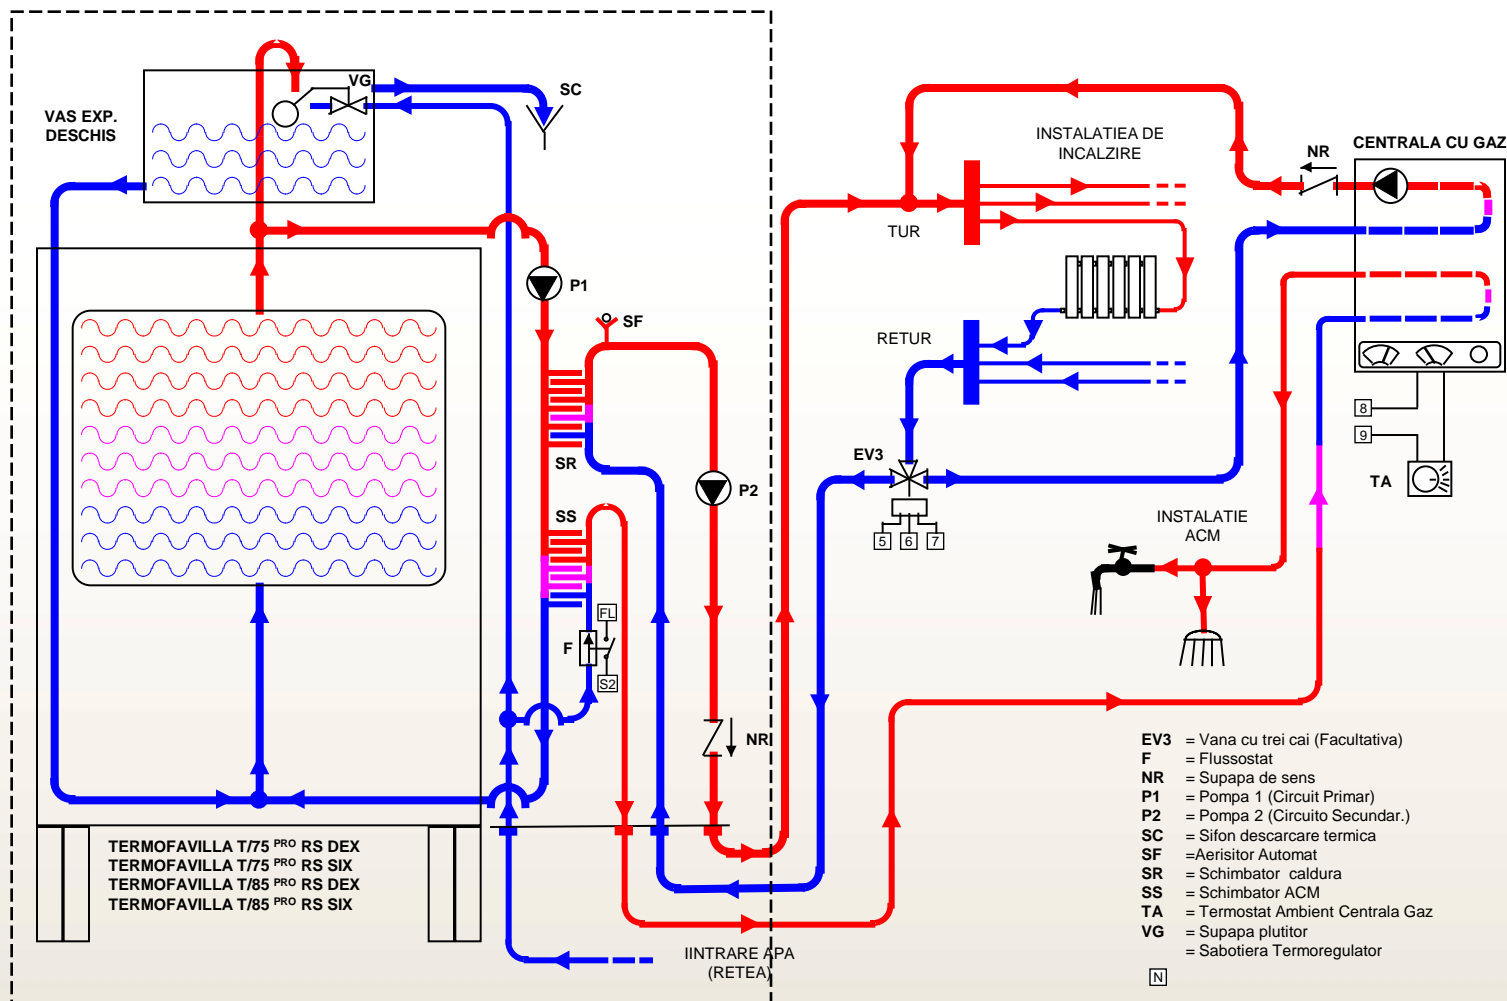 VG
SC
VAS EXP.
DESCHIS
INSTALATIEA DE
INCALZIRE
NR
CENTRALA CU GAZ
TUR
P1
SF
RETUR
8
9
TA
EV3
5
6
7
SR
P2
SS
INSTALATIE
ACM
FL
F
S2
NR
EV3 = Vana cu trei cai (Facultativa)
F = Flussostat
NR = Supapa de sens
P1 = Pompa 1 (Circuit Primar)
P2 = Pompa 2 (Circuito Secundar.)
SC = Sifon descarcare termica
SF =Aerisitor Automat
SR = Schimbator caldura
SS = Schimbator ACM
TA = Termostat Ambient Centrala Gaz
VG = Supapa plutitor
= Sabotiera Termoregulator
N
TERMOFAVILLA T/75 PRO RS DEX
TERMOFAVILLA T/75 PRO RS SIX
TERMOFAVILLA T/85 PRO RS DEX
TERMOFAVILLA T/85 PRO RS SIX
IINTRARE APA
(RETEA)